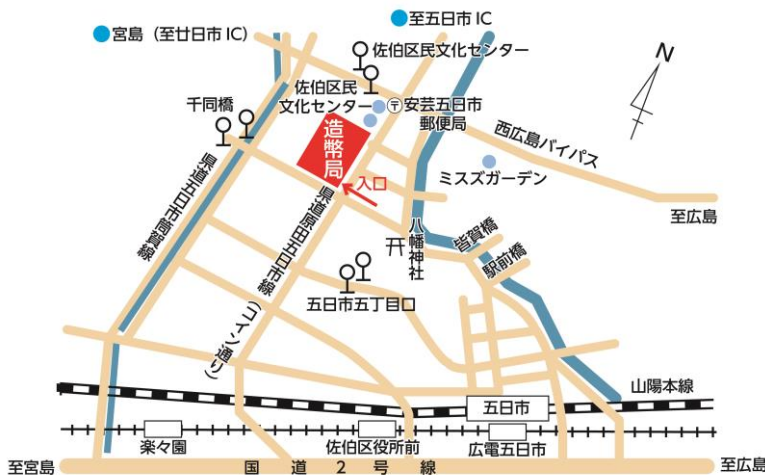 宮島（至廿日市IC）
至五日市IC
佐伯区民文化センター
N
佐伯区民
文化センター
〒安芸五日市
郵便局
千同橋
造幣局
入口
西広島バイパス
ミスズガーデン
至広島
県道五日市筒賀線
県道原田五日市線（コイン通り）
八幡神社
皆賀橋
駅前橋
五日市五丁目口
山陽本線
五日市
楽々園
佐伯区役所前
広電五日市
至宮島
国道2号線
至広島